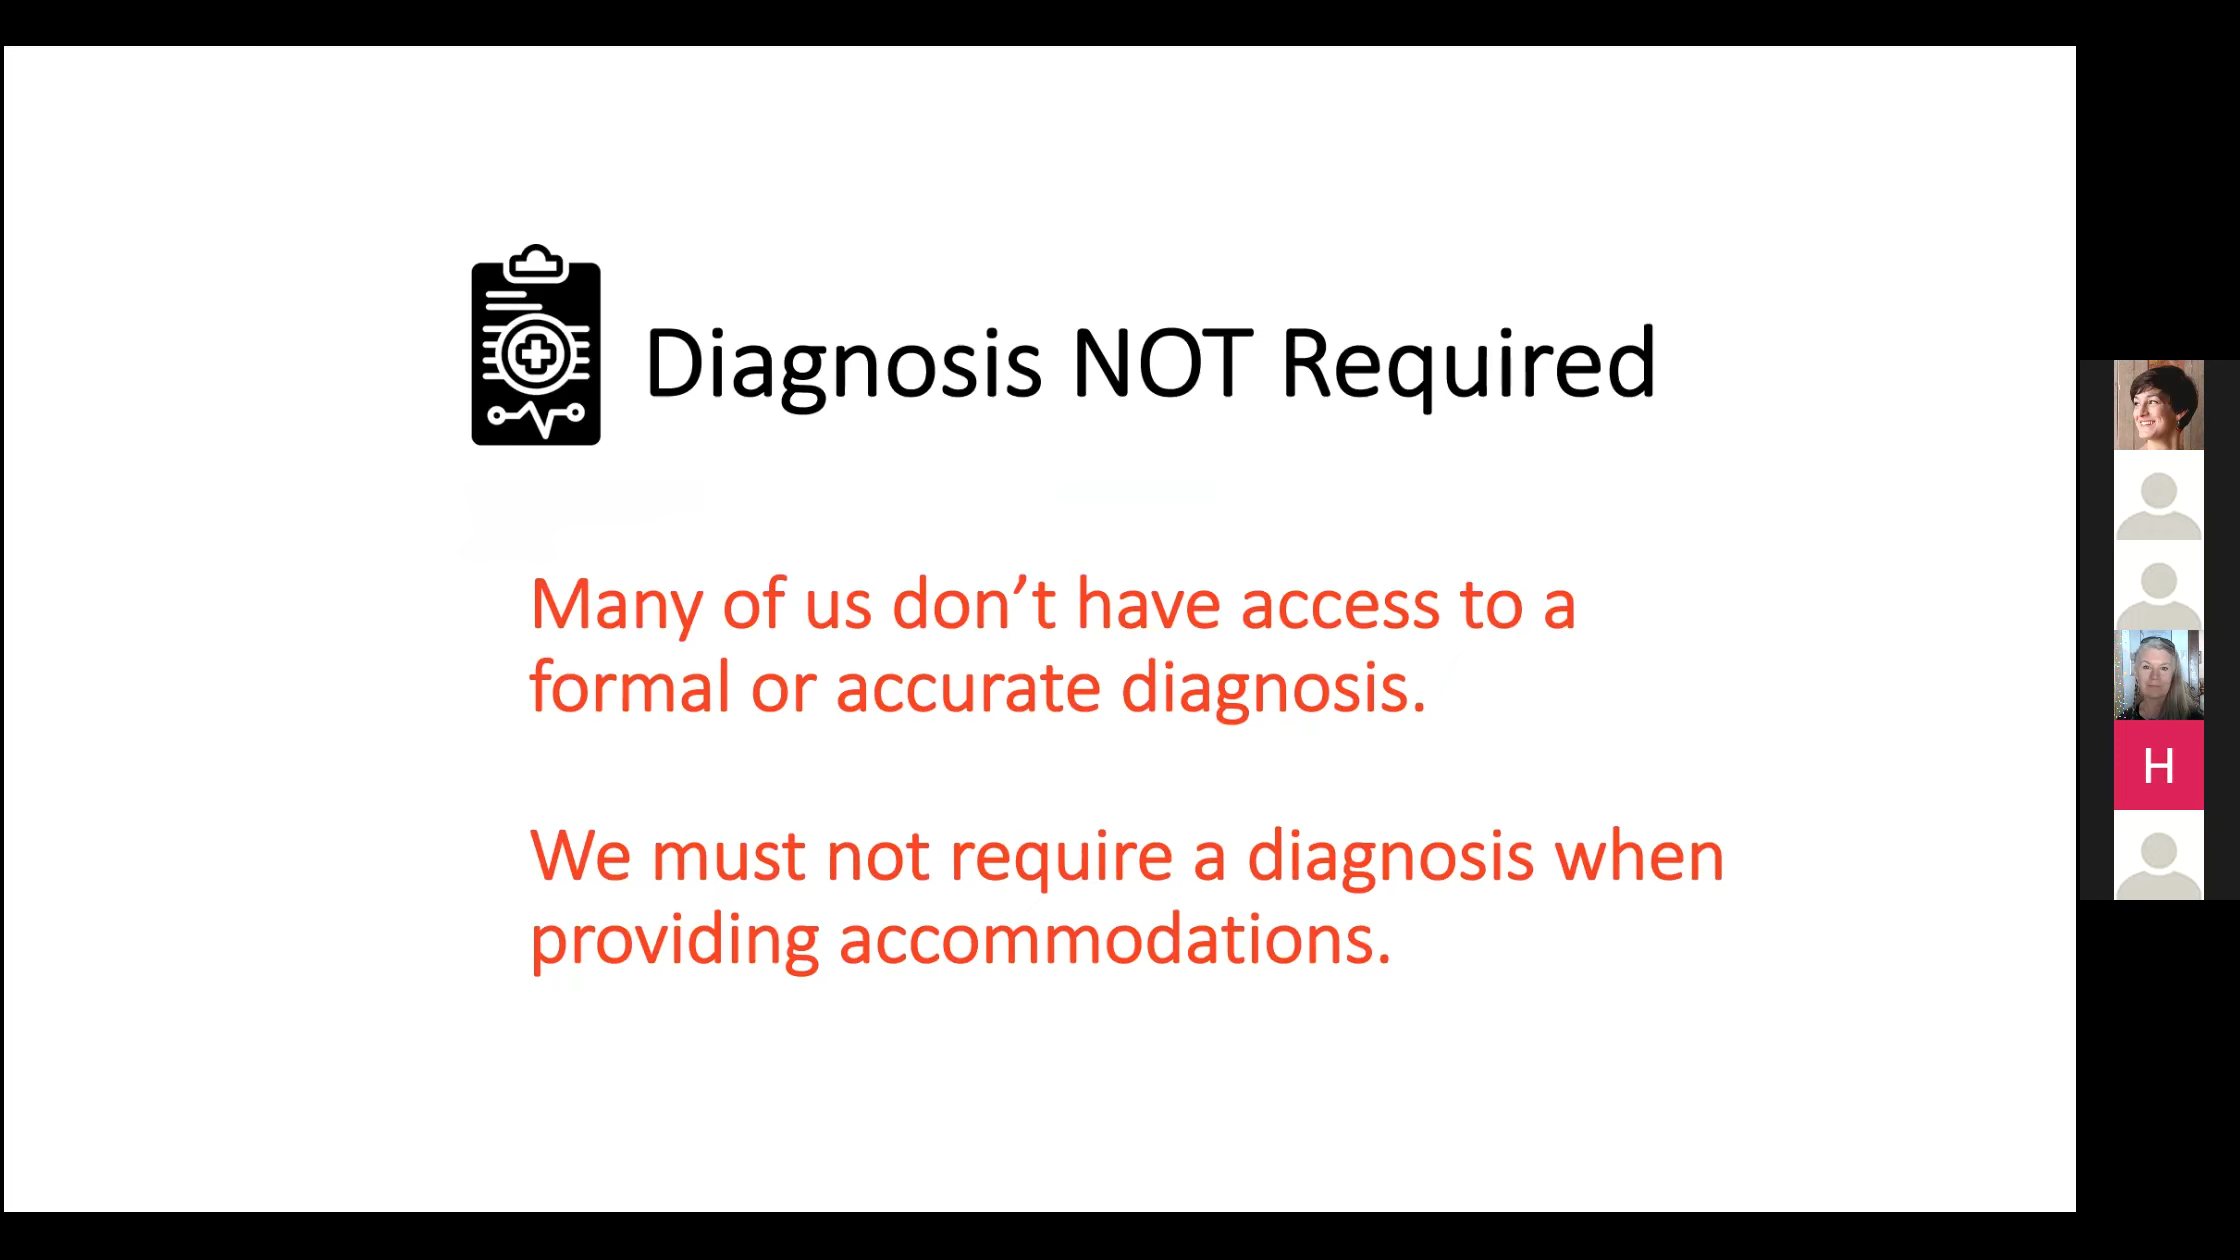 Diagnosis NOT Required
Many of us don’t have access to a
formal or accurate diagnosis.
We must not require a diagnosis when
providing accommodations.
H